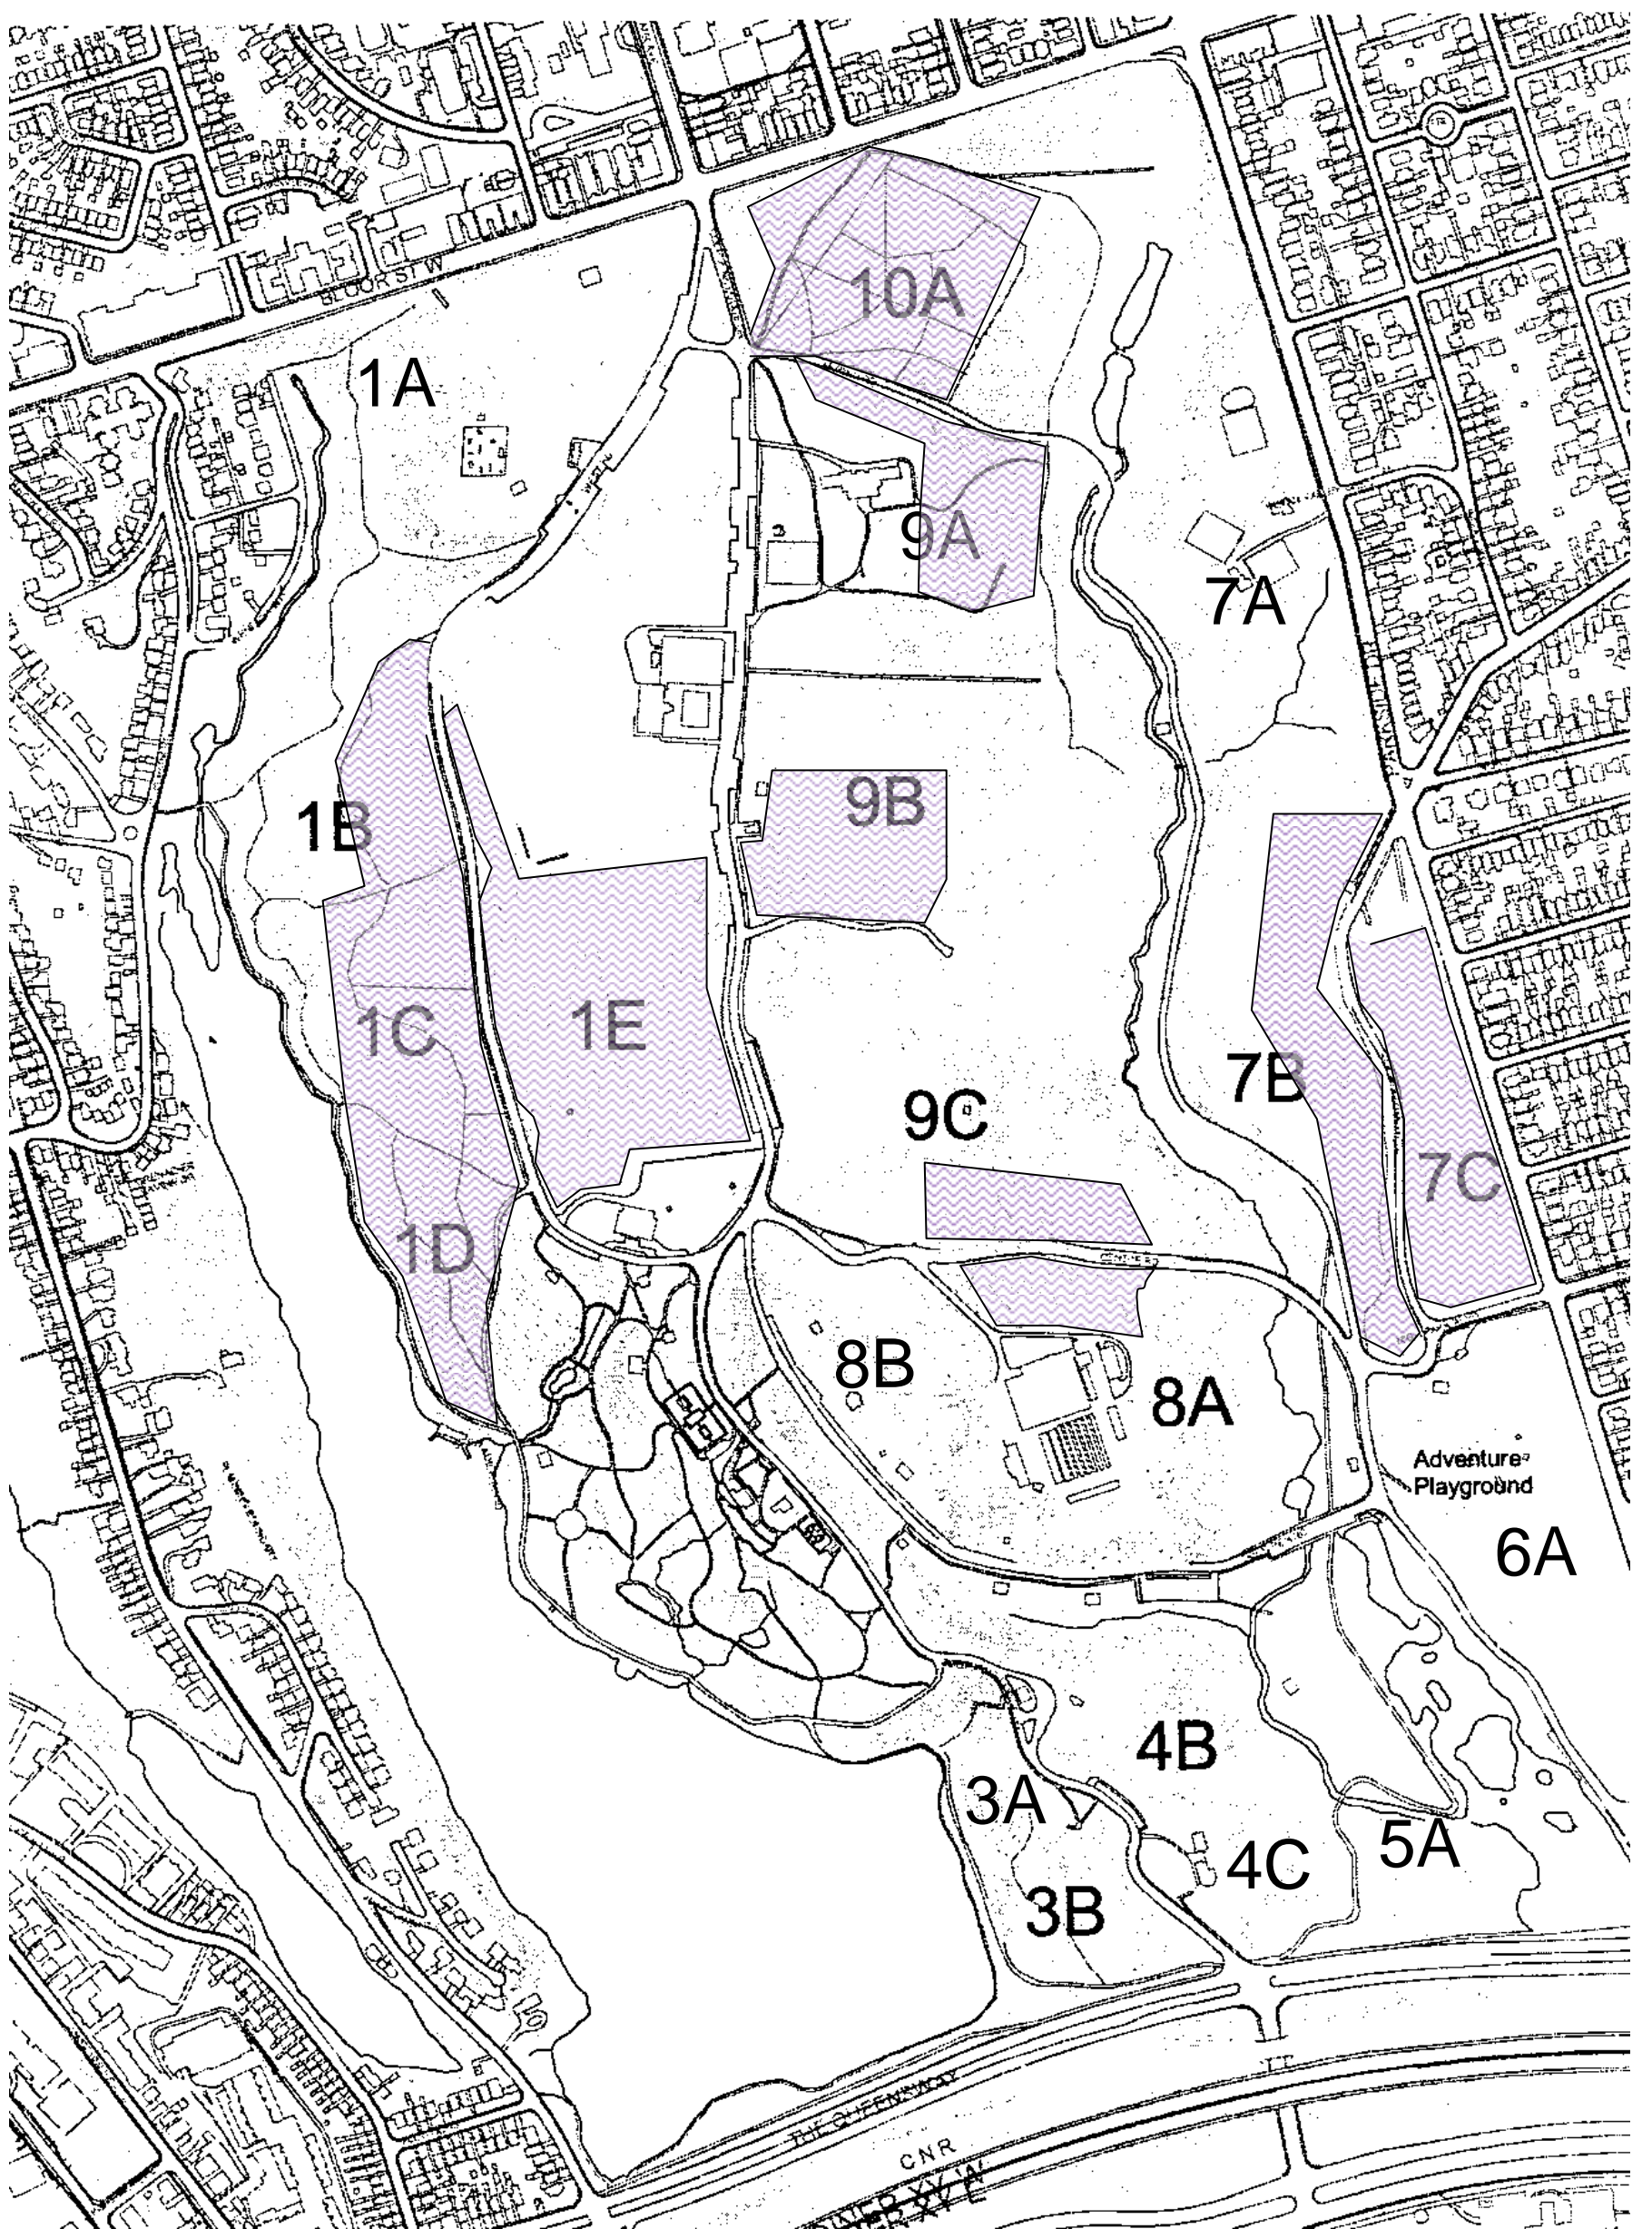 BLOOR ST W
10A
1A
9A
7A
9B
1B
1C
1E
7B
9C
7C
1D
8B
8A
Adventure
Playground
6A
4B
3A
5A
4C
3B
THE QUEENSWAY
CNR